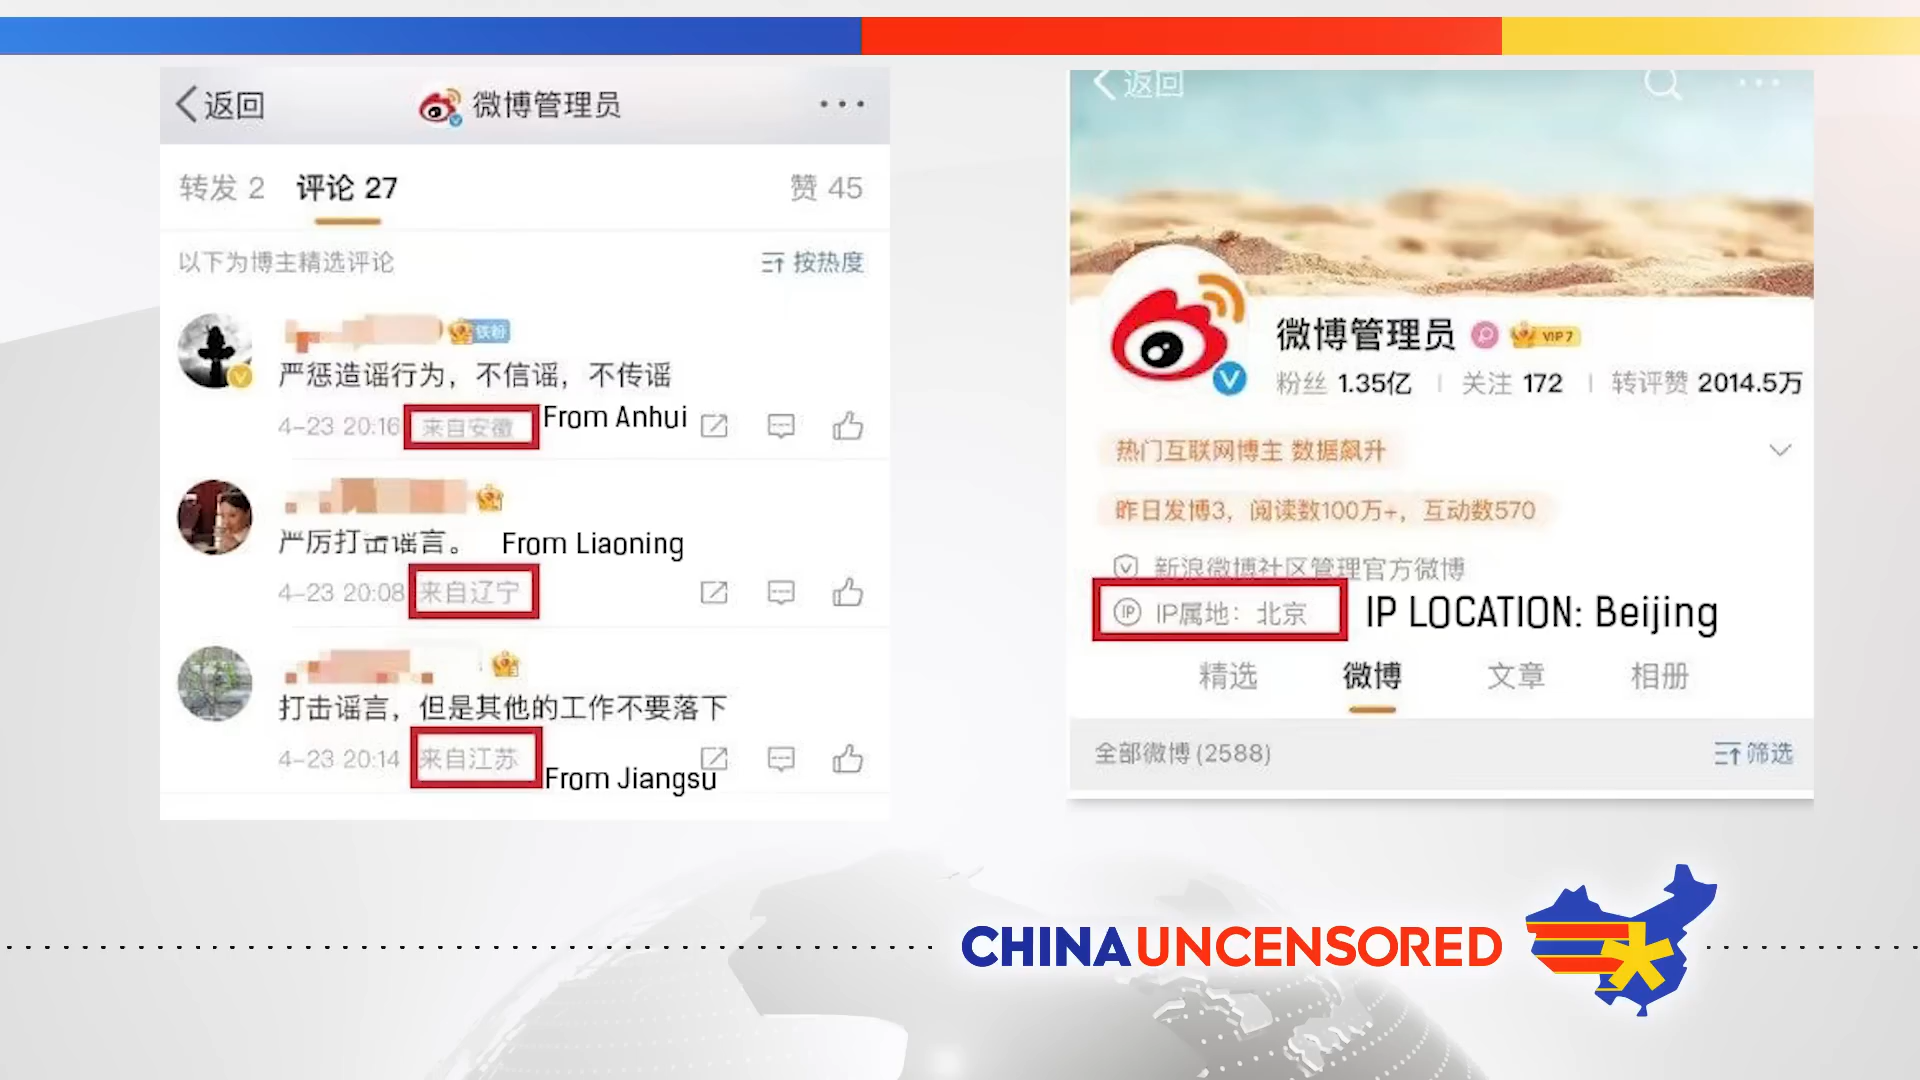 返回
微博管理员
转发 2 评论 27 赞 45
以下为博主精选评论 按热度
铁粉
严惩造谣行为，不信谣，不传谣
4-23 20:16 来自安徽 From Anhui
严厉打击谣言。 From Liaoning
4-23 20:08 来自辽宁
打击谣言，但是其他的工作不要落下
4-23 20:14 来自江苏 From Jiangsu
返回
微博管理员 VIP 7
粉丝 1.35亿 关注 172 转评赞 2014.5万
热门互联网博主 数据飙升
昨日发博3，阅读数100万+，互动数570
新浪微博社区管理官方微博
IP IP属地：北京 IP LOCATION: Beijing
精选 微博 文章 相册
全部微博(2588) 筛选
CHINA UNCENSORED